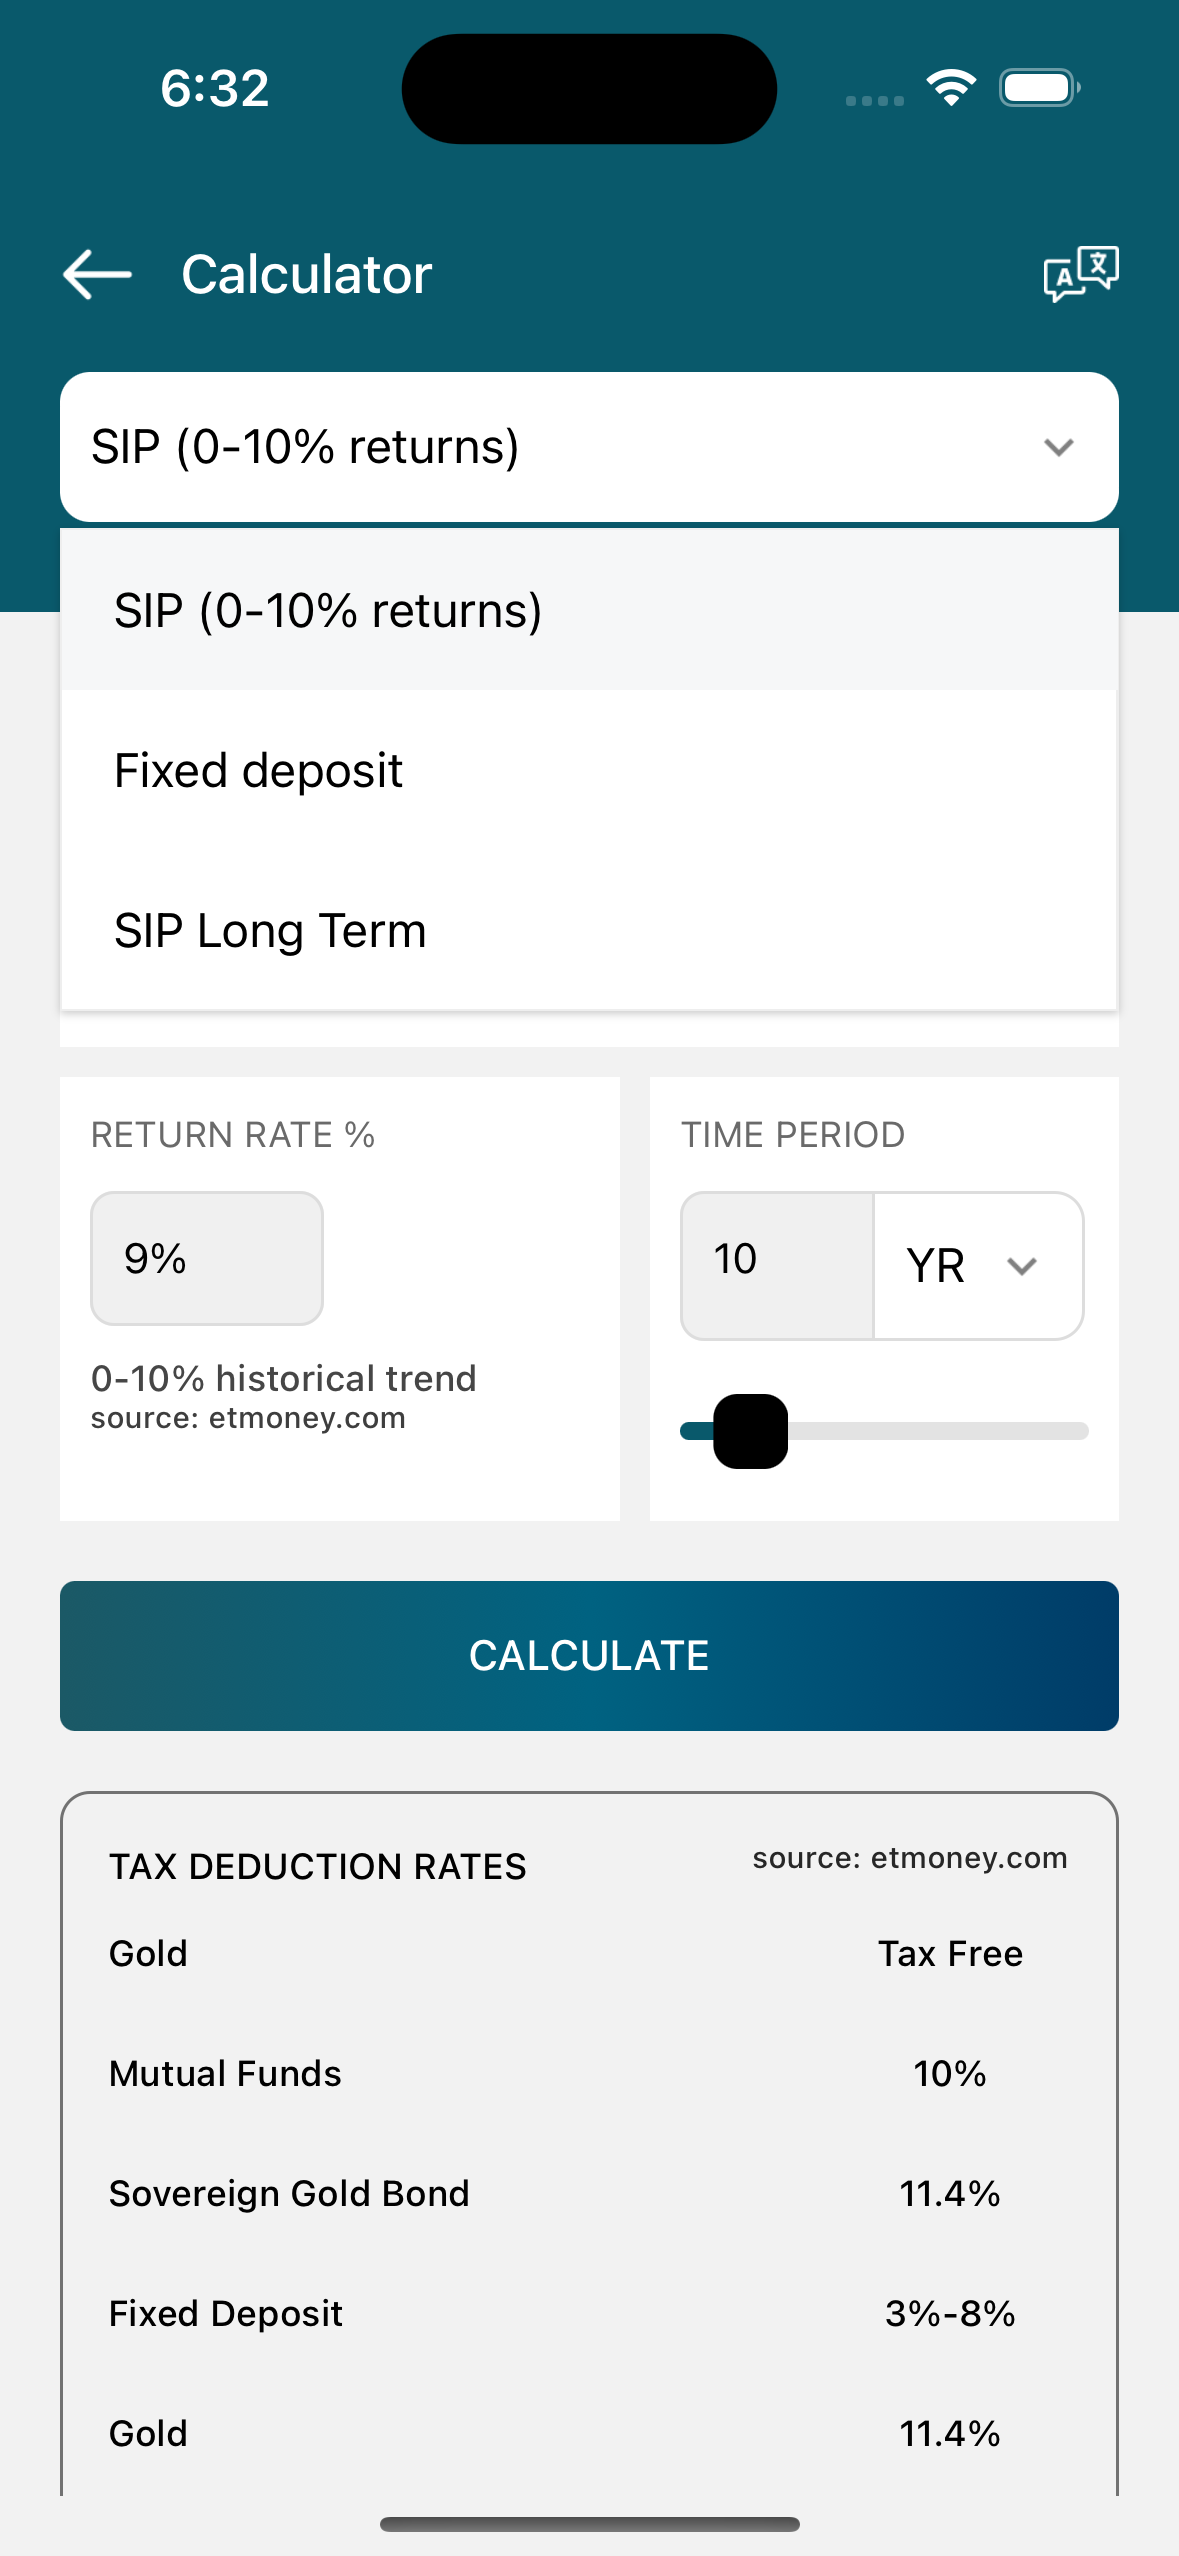 6:32
Calculator
SIP (0-10% returns)
SIP (0-10% returns)
Fixed deposit
SIP Long Term
RETURN RATE %
TIME PERIOD
9%
10
YR
0-10% historical trend
source: etmoney.com
CALCULATE
TAX DEDUCTION RATES
source: etmoney.com
Gold
Tax Free
Mutual Funds
10%
Sovereign Gold Bond
11.4%
Fixed Deposit
3%-8%
Gold
11.4%